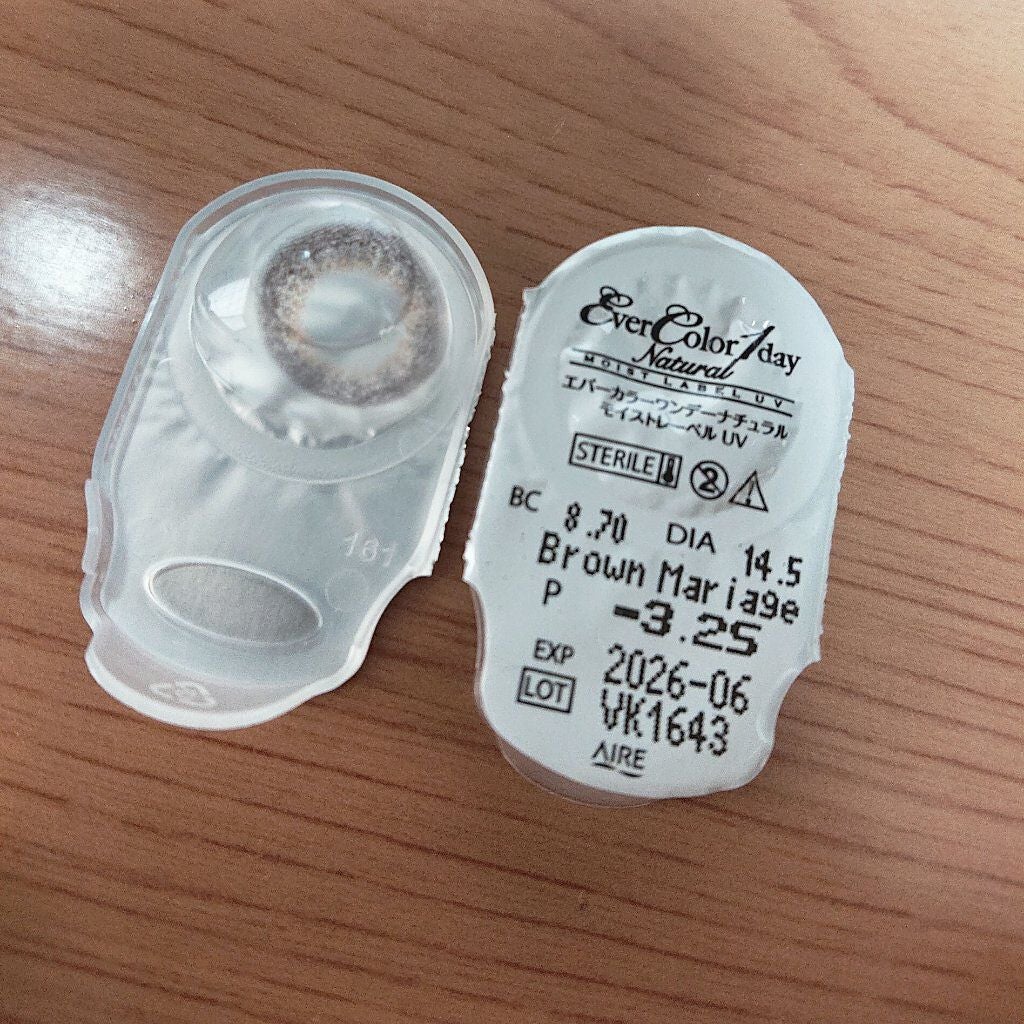 EverColor1day
Natural
MOIST LABEL UV
エバーカラーワンデーナチュラル
モイストレーベル UV
STERILE
2
BC 8.70 DIA 14.5
Brown Mariage
P -3.25
EXP 2026-06
LOT VK1643
AIRE
161